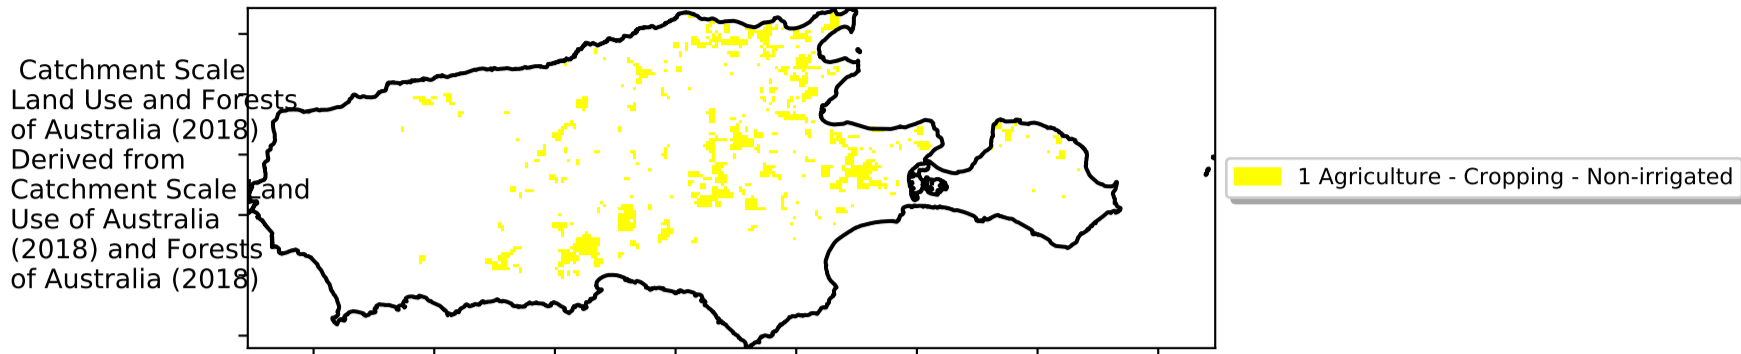 Catchment Scale
Land Use and Forests
of Australia (2018)
Derived from
Catchment Scale Land
Use of Australia
(2018) and Forests
of Australia (2018)
1 Agriculture - Cropping - Non-irrigated